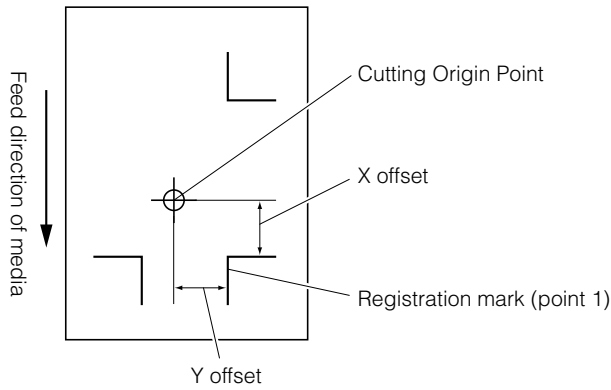 Feed direction of media
Cutting Origin Point
X offset
Registration mark (point 1)
Y offset